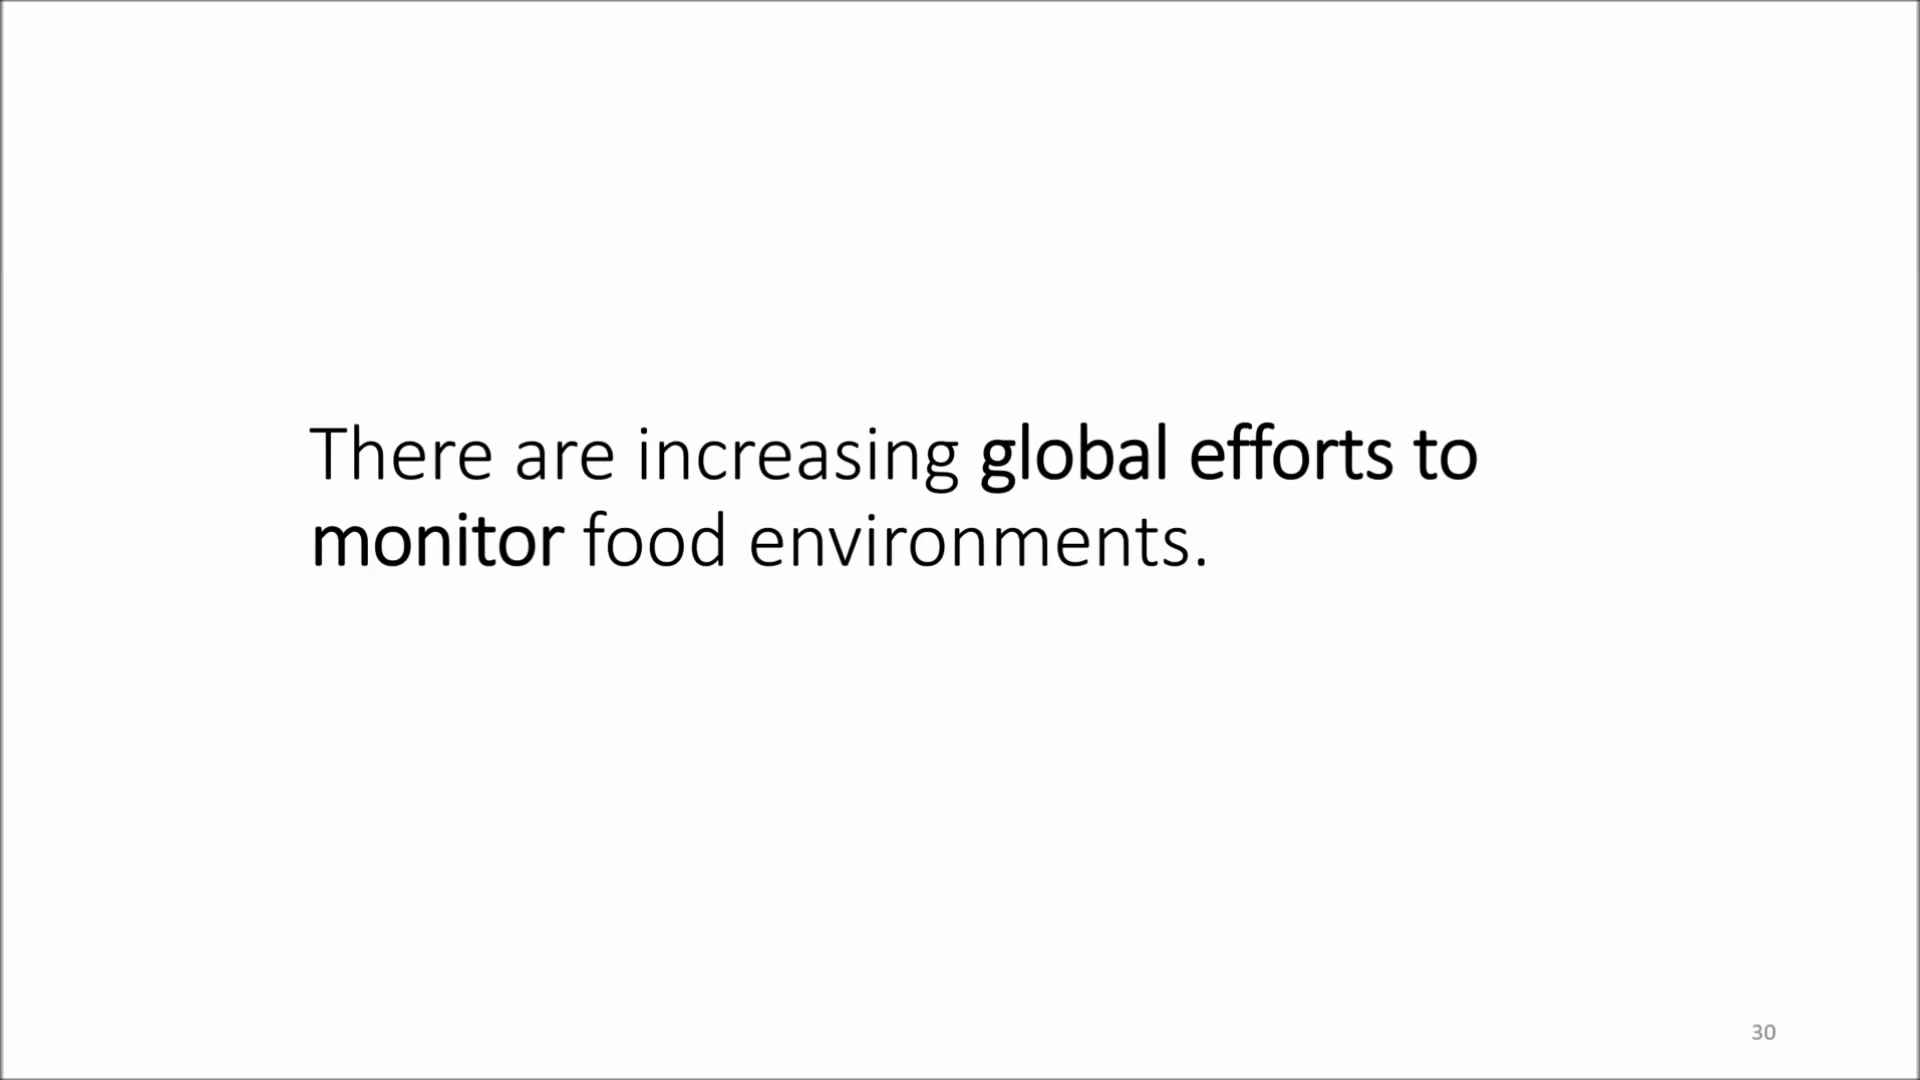 There are increasing global efforts to
monitor food environments.
30